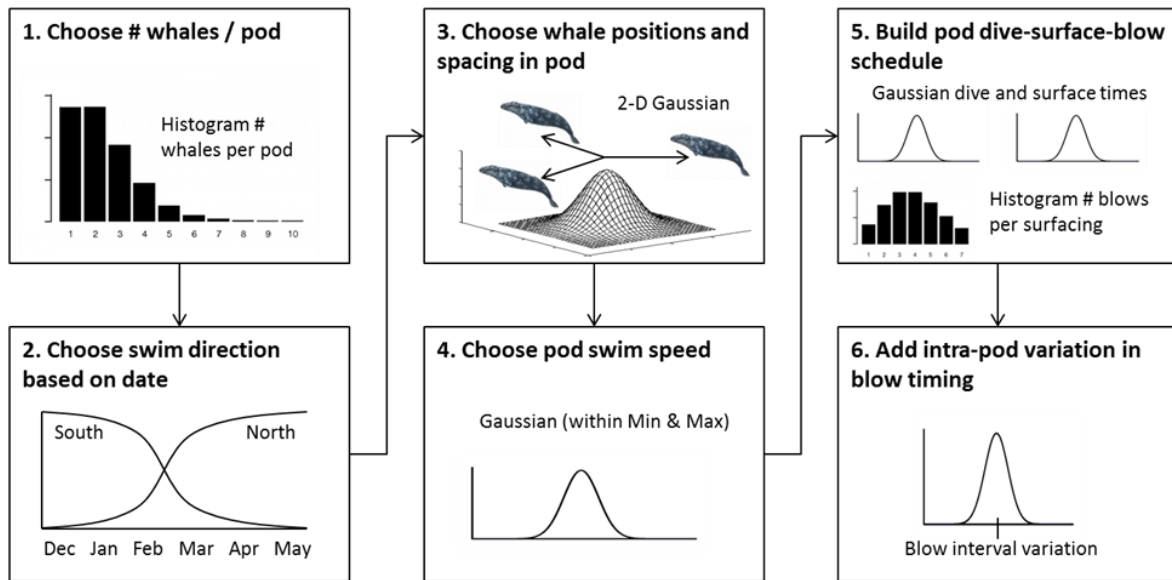 1. Choose # whales / pod
Histogram #
whales per pod
1 2 3 4 5 6 7 8 9 10
2. Choose swim direction
based on date
South
North
Dec Jan Feb Mar Apr May
3. Choose whale positions and
spacing in pod
2-D Gaussian
4. Choose pod swim speed
Gaussian (within Min & Max)
5. Build pod dive-surface-blow
schedule
Gaussian dive and surface times
Histogram # blows
per surfacing
1 2 3 4 5 6 7
6. Add intra-pod variation in
blow timing
Blow interval variation